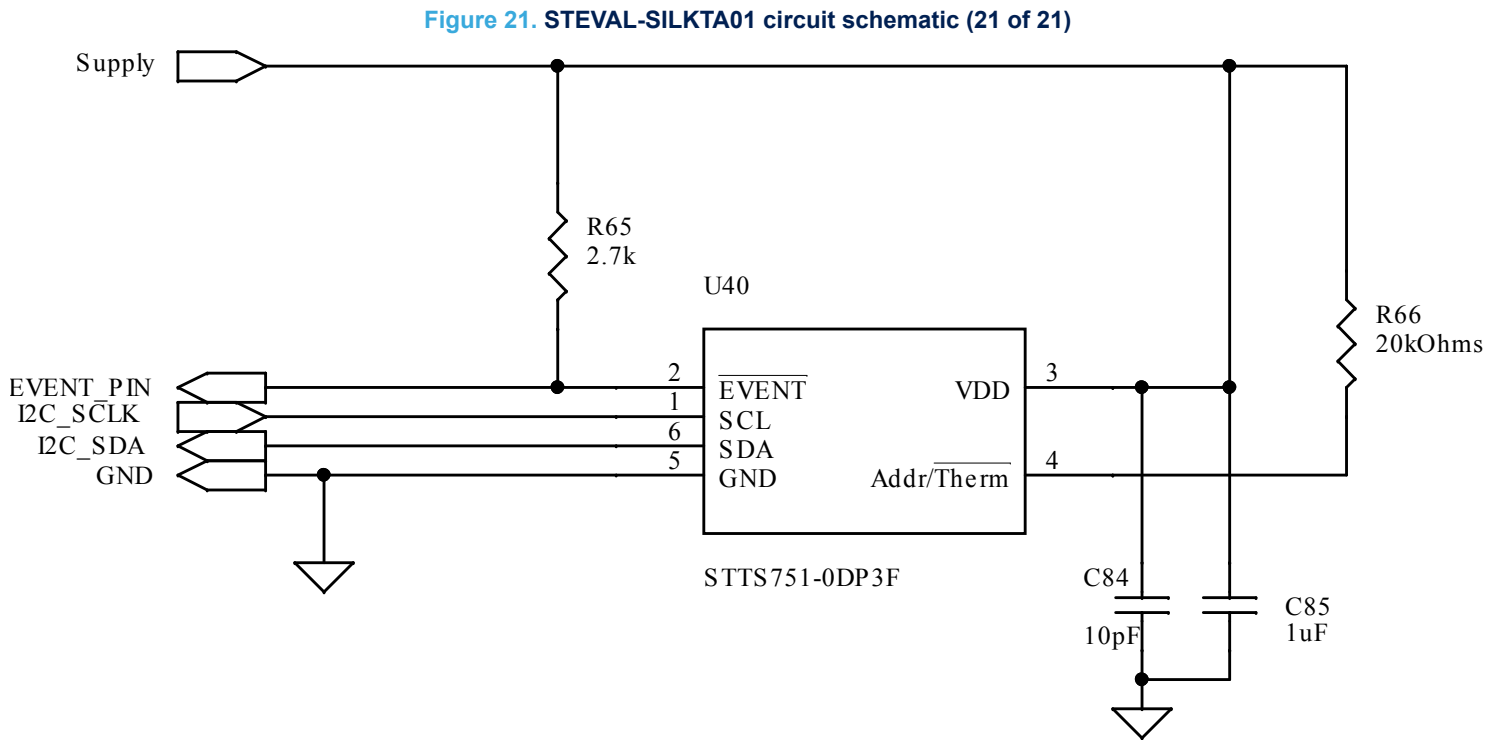 Figure 21. STEVAL-SILKTA01 circuit schematic (21 of 21)
Supply
R65
2.7k
U40
R66
20kOhms
EVENT_PIN
I2C_SCLK
I2C_SDA
GND
2
1
6
5
EVENT
SCL
SDA
GND
VDD
Addr/Therm
3
4
STTS751-0DP3F
C84
10pF
C85
1uF